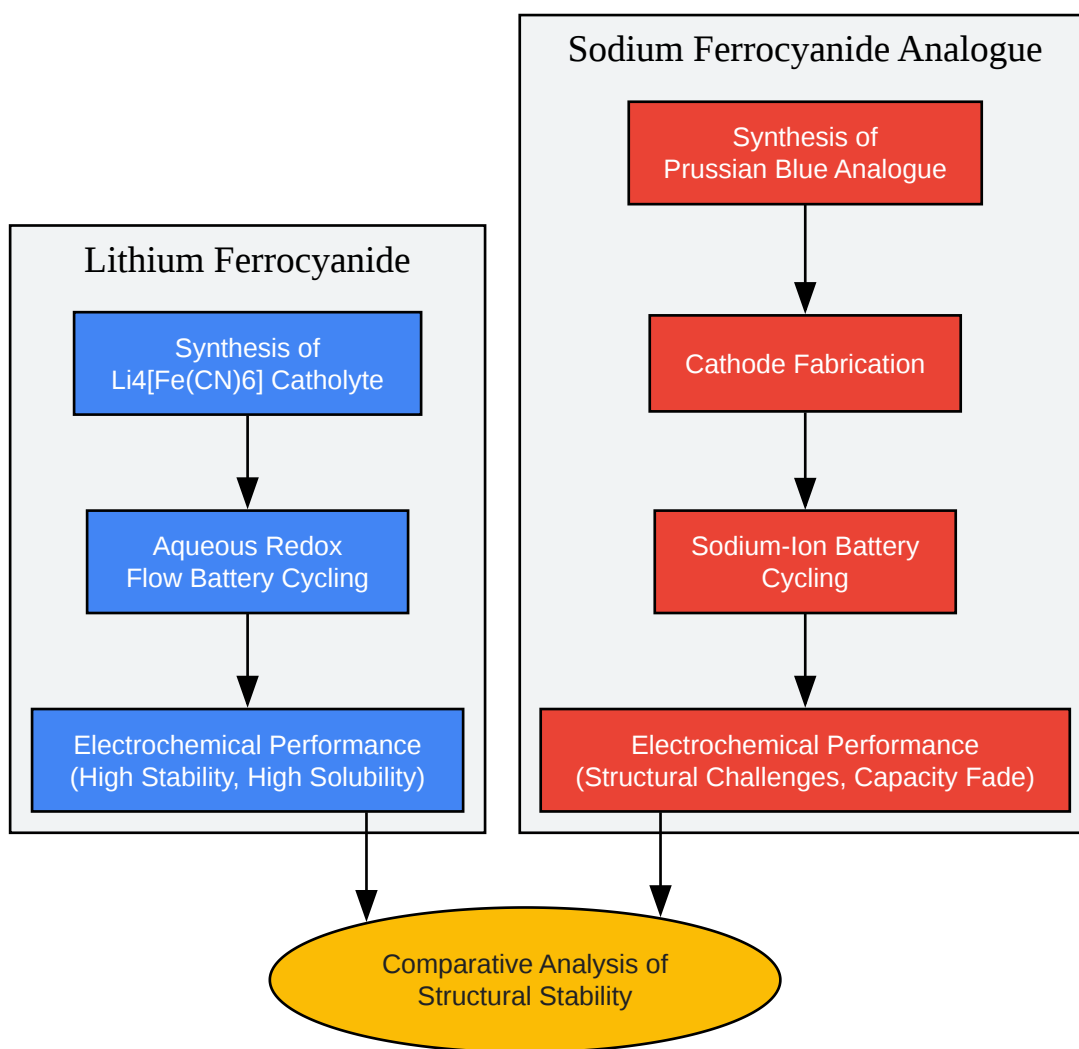 Lithium Ferrocyanide
Synthesis of
Li4[Fe(CN)6] Catholyte
Aqueous Redox
Flow Battery Cycling
Electrochemical Performance
(High Stability, High Solubility)
Sodium Ferrocyanide Analogue
Synthesis of
Prussian Blue Analogue
Cathode Fabrication
Sodium-Ion Battery
Cycling
Electrochemical Performance
(Structural Challenges, Capacity Fade)
Comparative Analysis of
Structural Stability